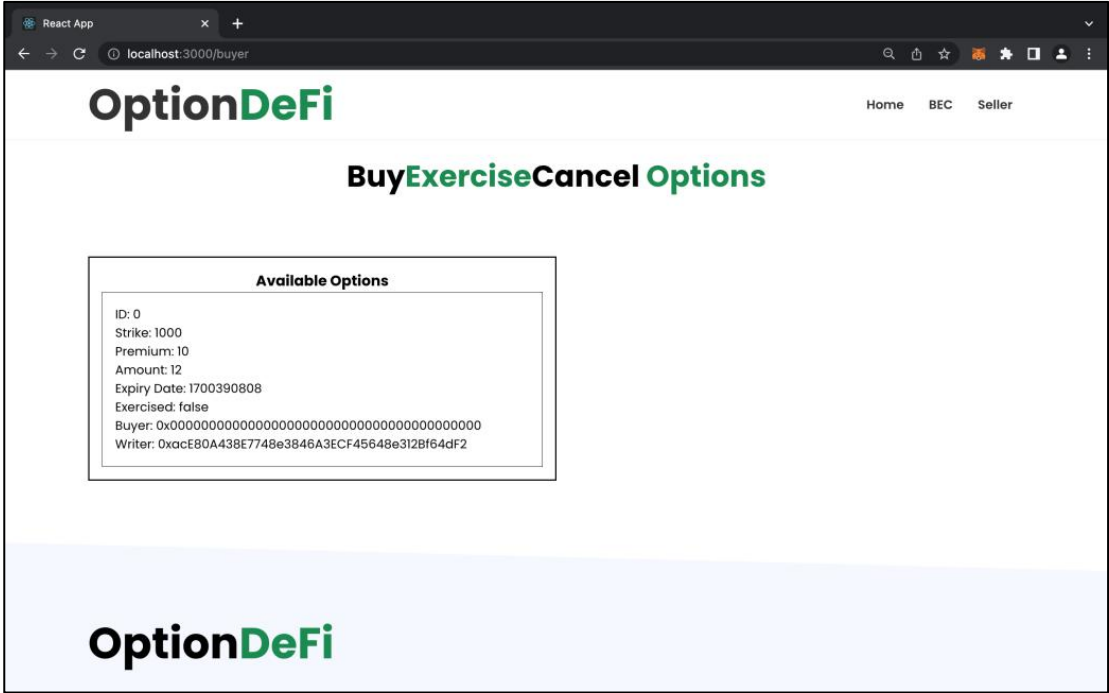 React App
localhost:3000/buyer
OptionDeFi
Home BEC Seller
BuyExerciseCancel Options
Available Options
ID: 0
Strike: 1000
Premium: 10
Amount: 12
Expiry Date: 1700390808
Exercised: false
Buyer: 0x0000000000000000000000000000000000000000
Writer: 0xacE80A438E7748e3846A3ECF45648e312Bf64dF2
OptionDeFi